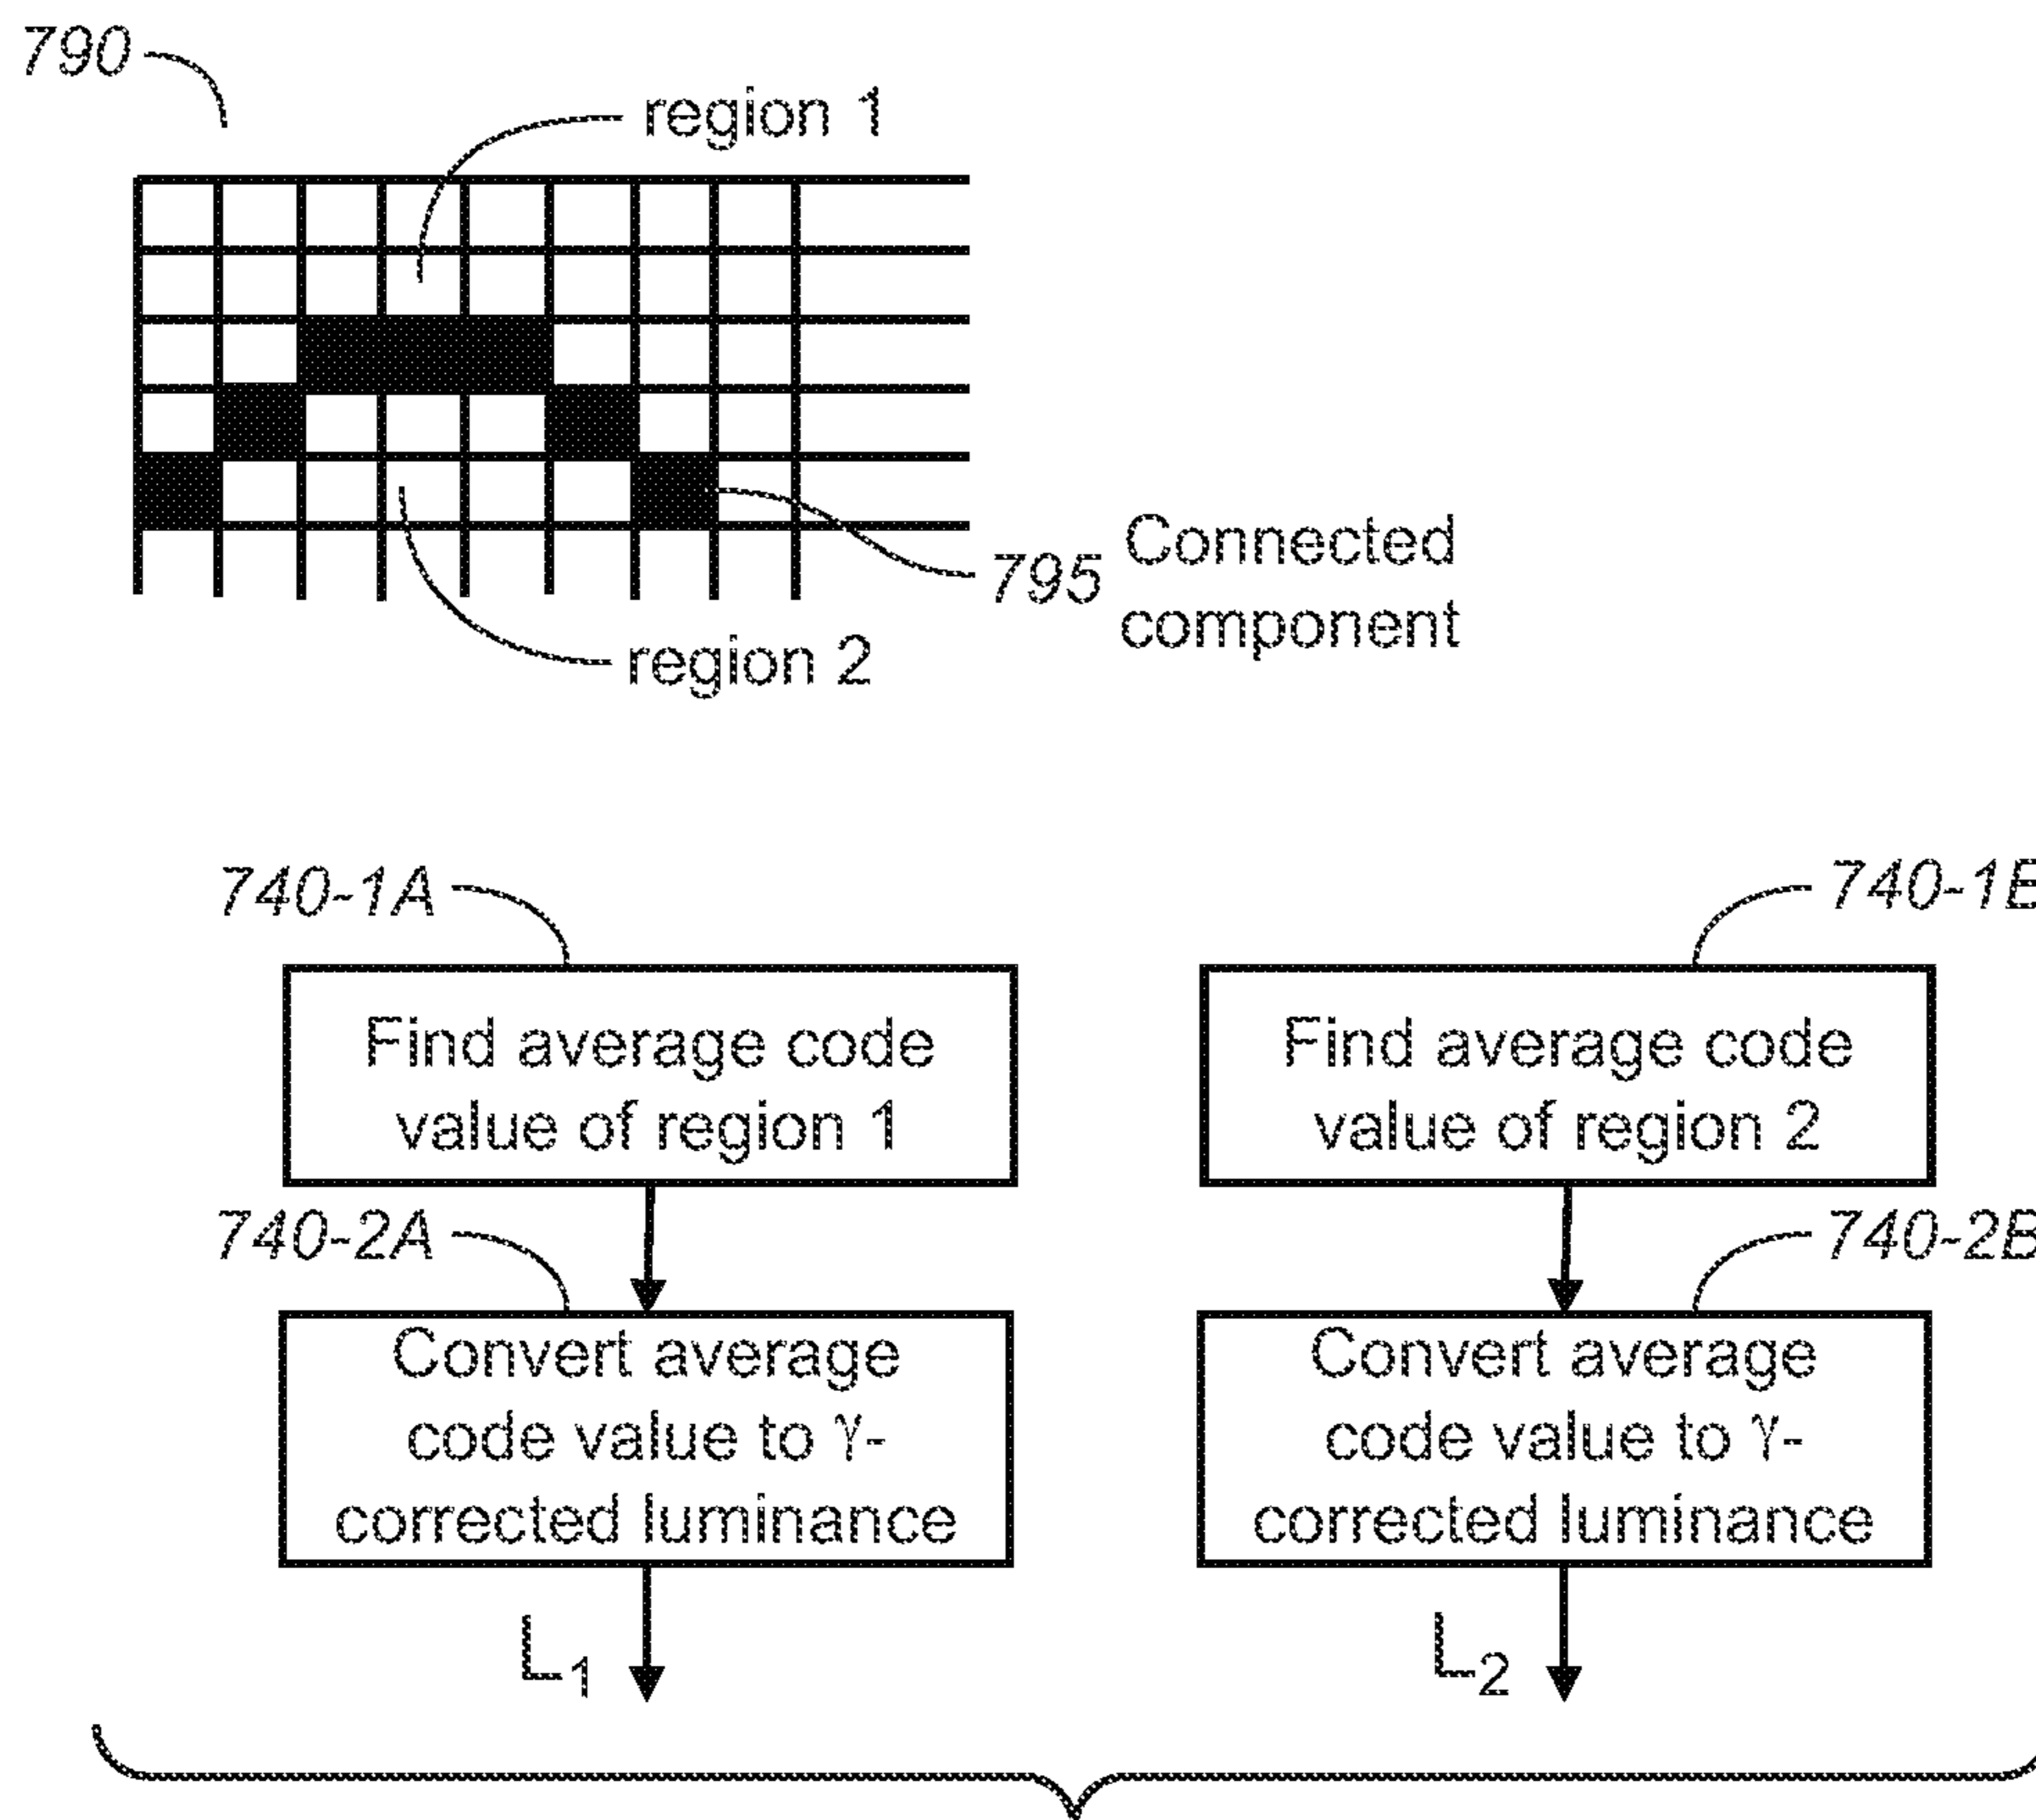 790
region 1
795 Connected
component
region 2
740-1A
740-1B
Find average code
value of region 1
Find average code
value of region 2
740-2A
740-2B
Convert average
code value to γ-
corrected luminance
Convert average
code value to γ-
corrected luminance
L1
L2